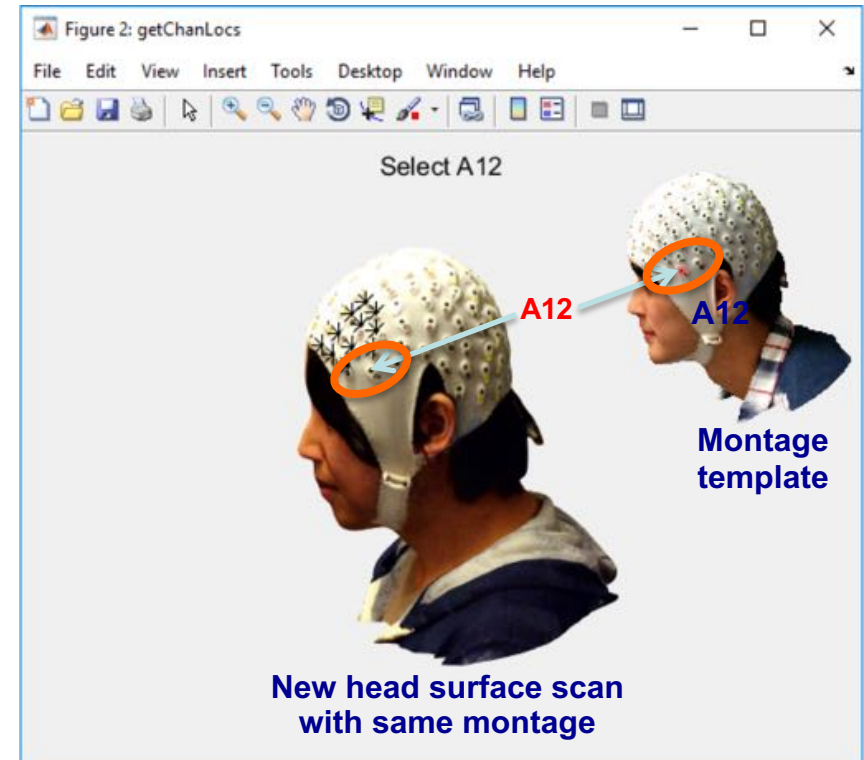 Figure 2: getChanLocs
File Edit View Insert Tools Desktop Window Help
Select A12
A12
A12
Montage
template
New head surface scan
with same montage